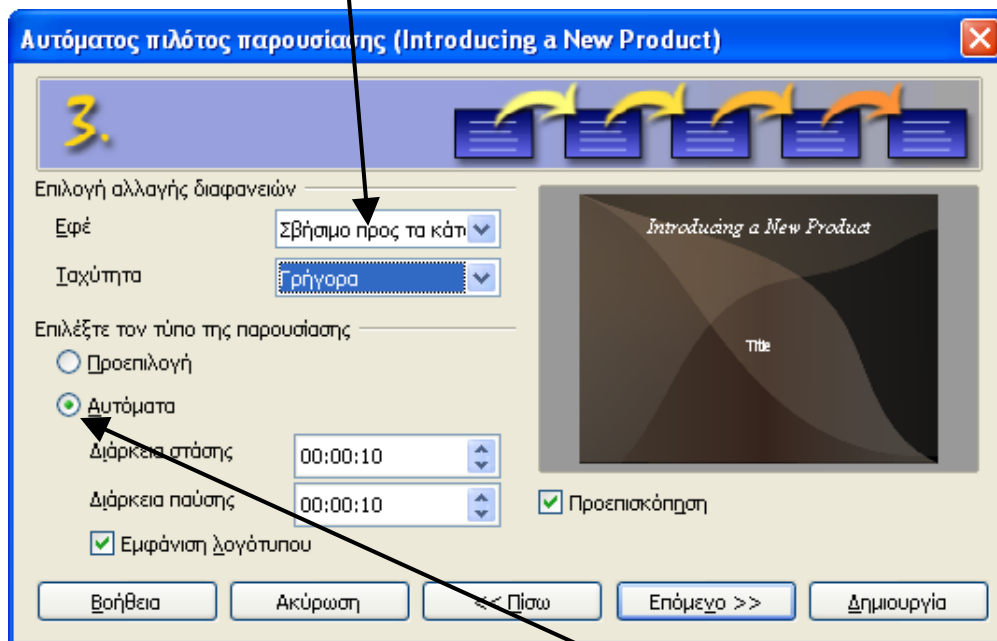 Αυτόματος πιλότος παρουσίασης (Introducing a New Product)
3.
Επιλογή αλλαγής διαφανειών
Εφέ Σβήσιμο προς τα κάτ
Ταχύτητα Γρήγορα
Introducing a New Product
Title
Επιλέξτε τον τύπο της παρουσίασης
Προεπιλογή
Αυτόματα
Διάρκεια στάσης 00:00:10
Διάρκεια παύσης 00:00:10
Προεπισκόπηση
Εμφάνιση λογότυπου
Βοήθεια Ακύρωση << Πίσω Επόμενο >> Δημιουργία